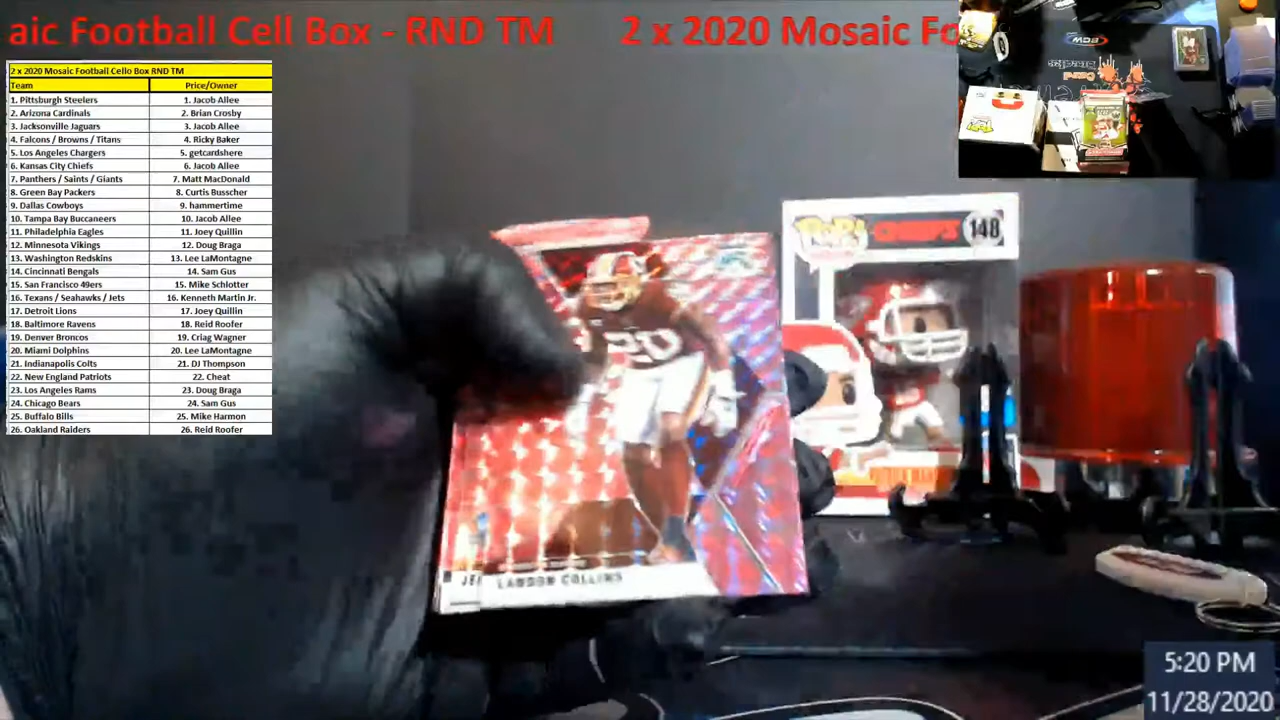 aic Football Cell Box - RND TM 2 x 2020 Mosaic Fo
2 x 2020 Mosaic Football Cello Box RND TM
Team Price/Owner
1. Pittsburgh Steelers 1. Jacob Allee
2. Arizona Cardinals 2. Brian Crosby
3. Jacksonville Jaguars 3. Jacob Allee
4. Falcons / Browns / Titans 4. Ricky Baker
5. Los Angeles Chargers 5. getcardshere
6. Kansas City Chiefs 6. Jacob Allee
7. Panthers / Saints / Giants 7. Matt MacDonald
8. Green Bay Packers 8. Curtis Busscher
9. Dallas Cowboys 9. hammertime
10. Tampa Bay Buccaneers 10. Jacob Allee
11. Philadelphia Eagles 11. Joey Quillin
12. Minnesota Vikings 12. Doug Braga
13. Washington Redskins 13. Lee LaMontagne
14. Cincinnati Bengals 14. Sam Gus
15. San Francisco 49ers 15. Mike Schlotter
16. Texans / Seahawks / Jets 16. Kenneth Martin Jr.
17. Detroit Lions 17. Joey Quillin
18. Baltimore Ravens 18. Reid Roofer
19. Denver Broncos 19. Criag Wagner
20. Miami Dolphins 20. Lee LaMontagne
21. Indianapolis Colts 21. DJ Thompson
22. New England Patriots 22. Cheat
23. Los Angeles Rams 23. Doug Braga
24. Chicago Bears 24. Sam Gus
25. Buffalo Bills 25. Mike Harmon
26. Oakland Raiders 26. Reid Roofer
POP! CHIEFS 148
20
JE
LANDON COLLINS
5:20 PM
11/28/2020